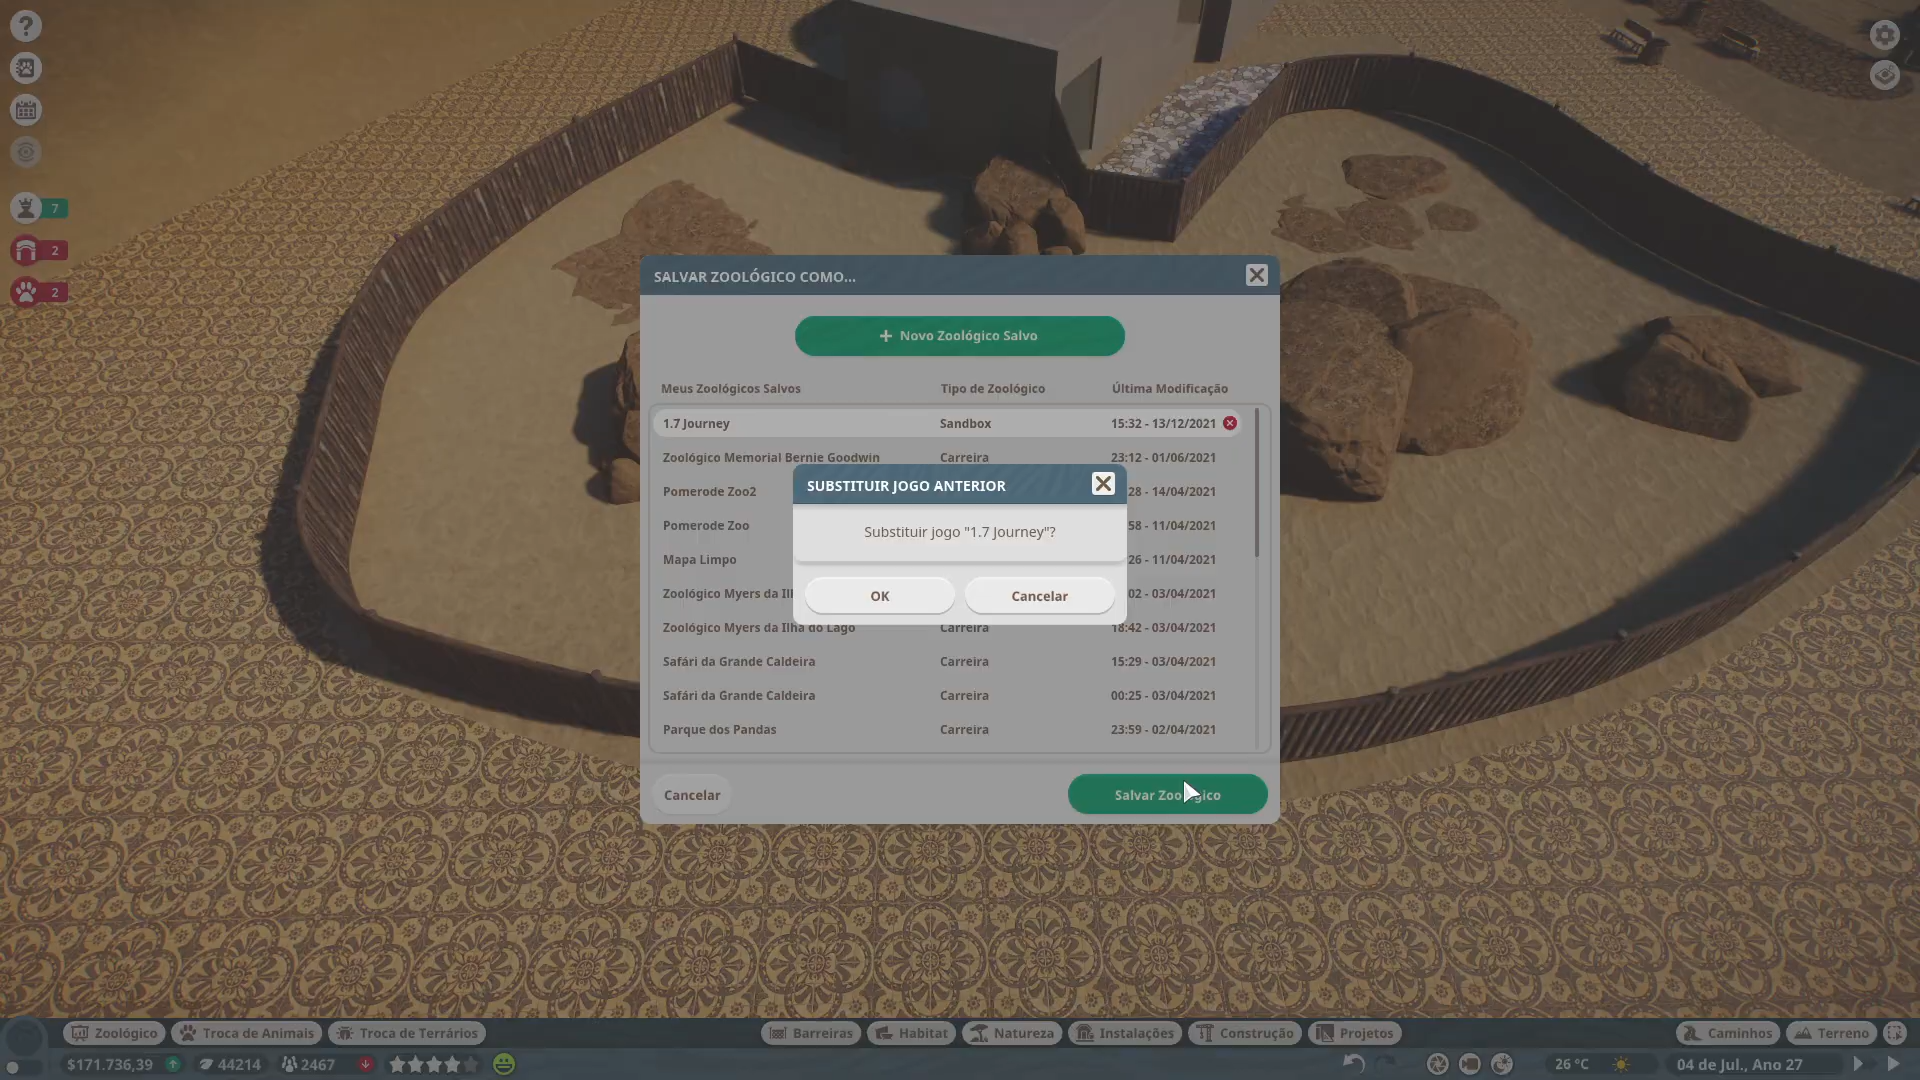 ?
7
2
2
SALVAR ZOOLÓGICO COMO...
+ Novo Zoológico Salvo
Meus Zoológicos Salvos Tipo de Zoológico Última Modificação
1.7 Journey Sandbox 15:32 - 13/12/2021
Zoológico Memorial Bernie Goodwin Carreira 23:12 - 01/06/2021
Pomerode Zoo2 28 - 14/04/2021
Pomerode Zoo 58 - 11/04/2021
Mapa Limpo 26 - 11/04/2021
Zoológico Myers da 02 - 03/04/2021
Zoológico Myers da Ilha do Lago Carreira 18:42 - 03/04/2021
Safári da Grande Caldeira Carreira 15:29 - 03/04/2021
Safári da Grande Caldeira Carreira 00:25 - 03/04/2021
Parque dos Pandas Carreira 23:59 - 02/04/2021
SUBSTITUIR JOGO ANTERIOR
Substituir jogo "1.7 Journey"?
OK Cancelar
Cancelar Salvar Zoológico
Zoológico Troca de Animais Troca de Terrários Barreiras Habitat Natureza Instalações Construção Projetos Caminhos Terreno
$171.736,39 44214 2467 26 °C 04 de Jul., Ano 27